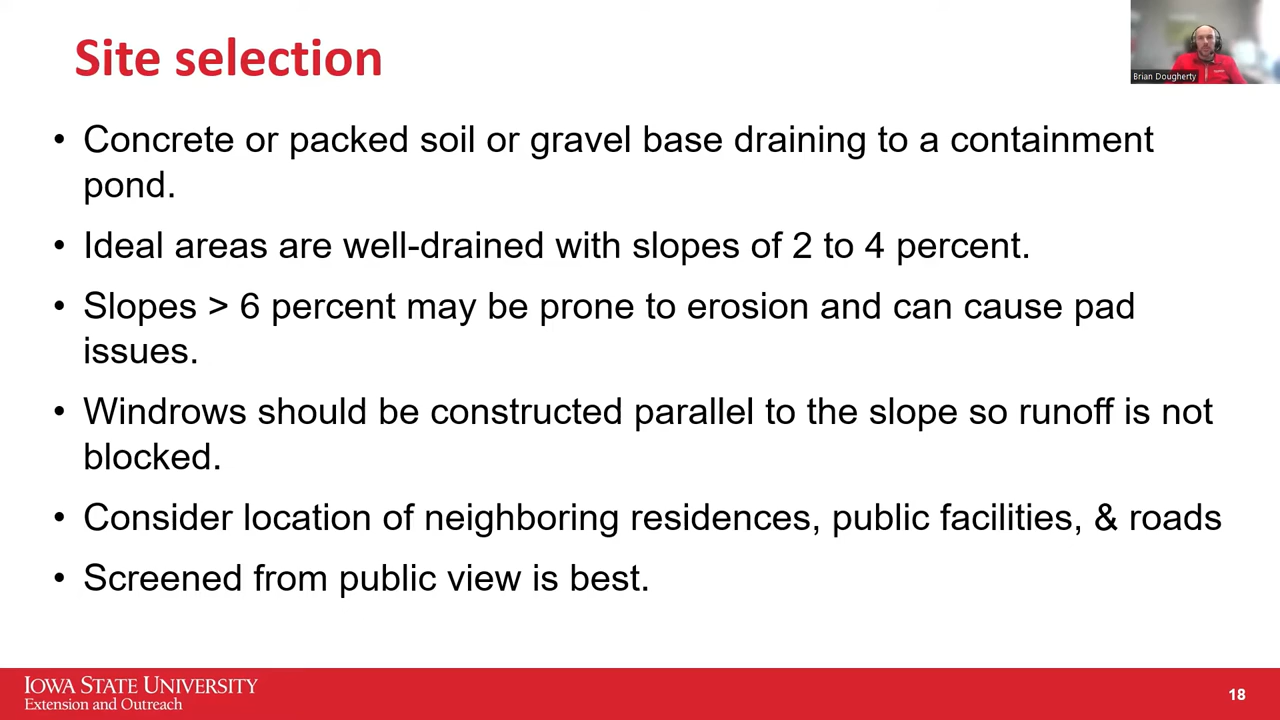 Site selection
Brian Dougherty
• Concrete or packed soil or gravel base draining to a containment
pond.
• Ideal areas are well-drained with slopes of 2 to 4 percent.
• Slopes > 6 percent may be prone to erosion and can cause pad
issues.
• Windrows should be constructed parallel to the slope so runoff is not
blocked.
• Consider location of neighboring residences, public facilities, & roads
• Screened from public view is best.
IOWA STATE UNIVERSITY
Extension and Outreach
18